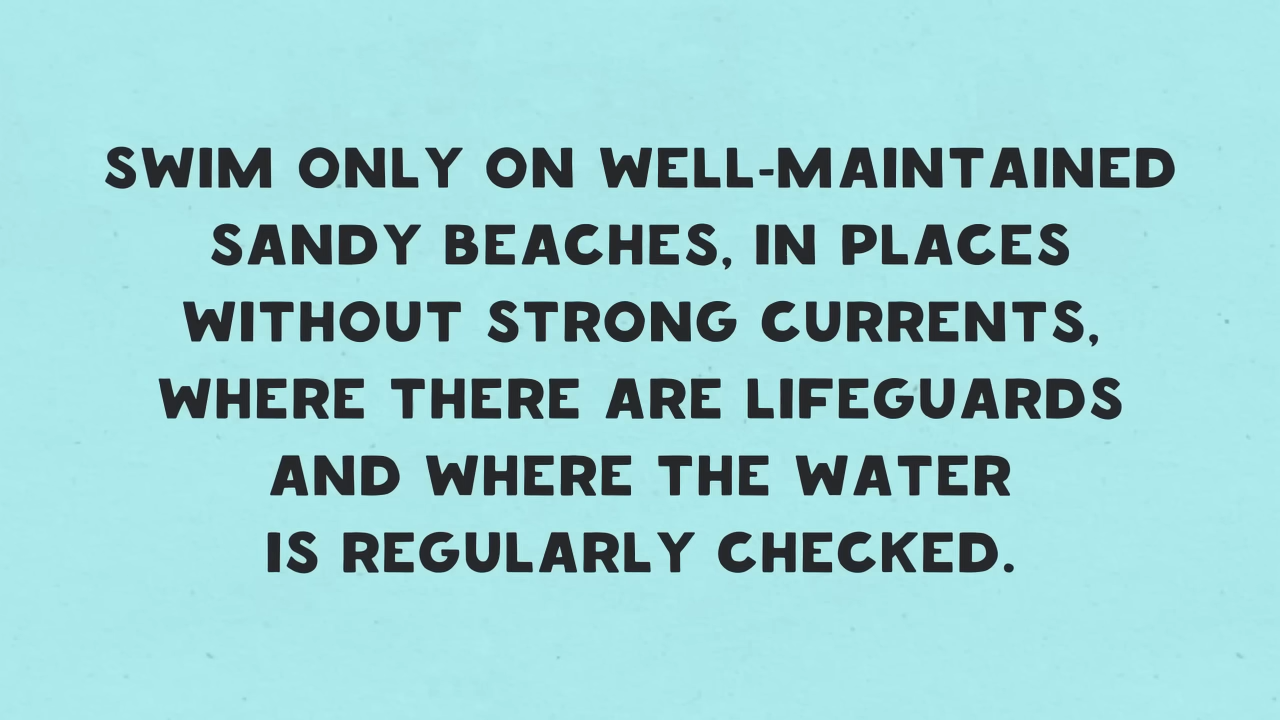 SWIM ONLY ON WELL-MAINTAINED
SANDY BEACHES, IN PLACES
WITHOUT STRONG CURRENTS,
WHERE THERE ARE LIFEGUARDS
AND WHERE THE WATER
IS REGULARLY CHECKED.